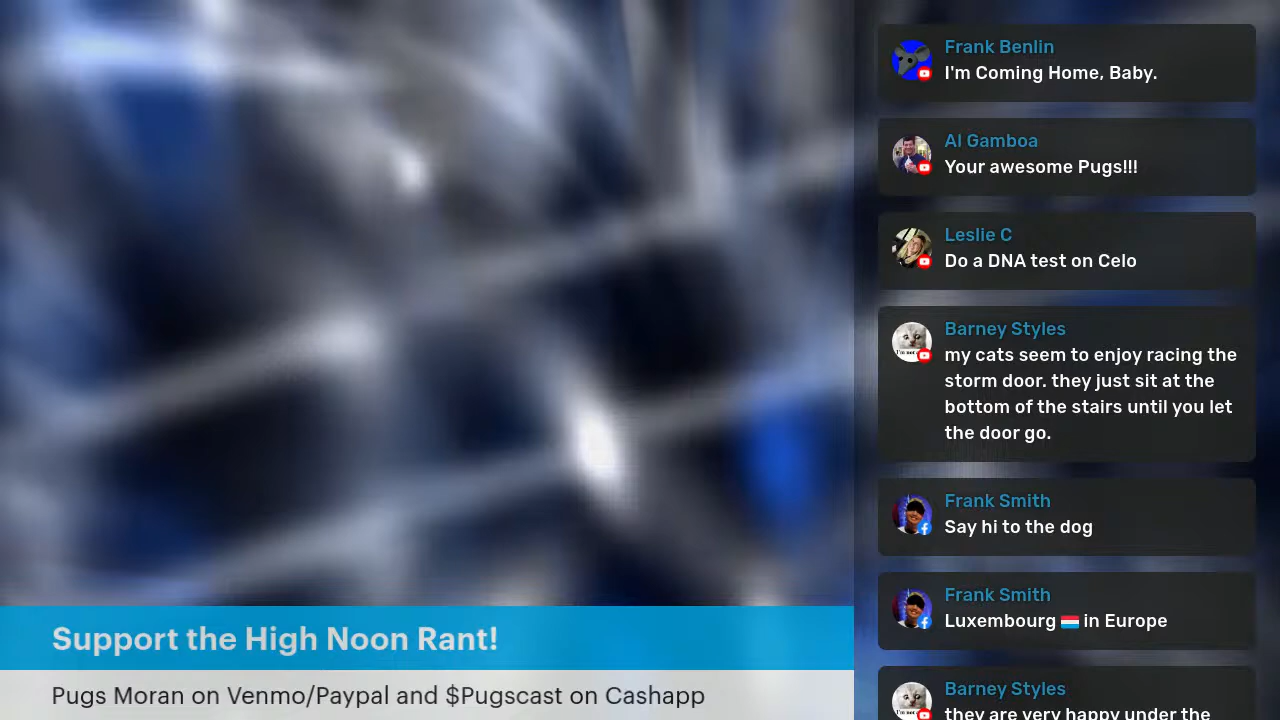 Frank Benlin
I'm Coming Home, Baby.
Al Gamboa
Your awesome Pugs!!!
Leslie C
Do a DNA test on Celo
Barney Styles
my cats seem to enjoy racing the
storm door. they just sit at the
bottom of the stairs until you let
the door go.
Frank Smith
Say hi to the dog
Frank Smith
Luxembourg 🇱🇺 in Europe
Barney Styles
they are very happy under the
Support the High Noon Rant!
Pugs Moran on Venmo/Paypal and $Pugscast on Cashapp